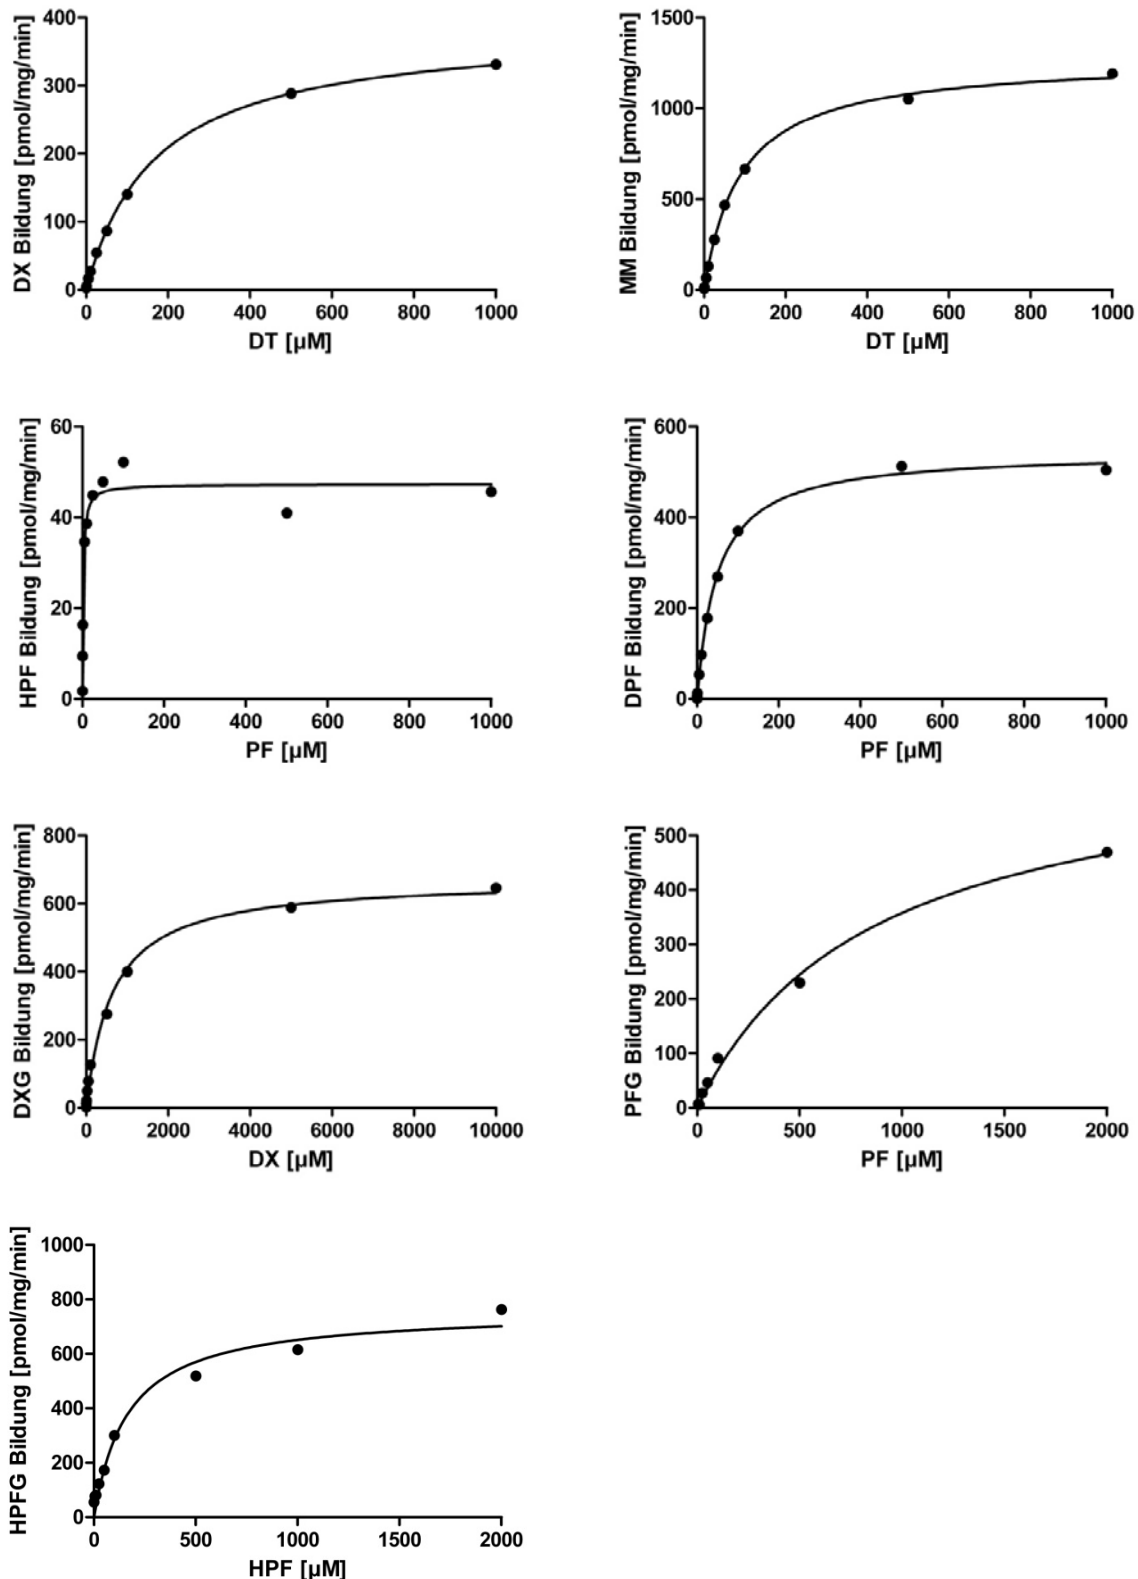 DX Bildung [pmol/mg/min]
400
300
200
100
0
0 200 400 600 800 1000
DT [µM]
MM Bildung [pmol/mg/min]
1500
1000
500
0
0 200 400 600 800 1000
DT [µM]
HPF Bildung [pmol/mg/min]
60
40
20
0
0 200 400 600 800 1000
PF [µM]
DPF Bildung [pmol/mg/min]
600
400
200
0
0 200 400 600 800 1000
PF [µM]
DXG Bildung [pmol/mg/min]
800
600
400
200
0
0 2000 4000 6000 8000 10000
DX [µM]
PFG Bildung [pmol/mg/min]
500
400
300
200
100
0
0 500 1000 1500 2000
PF [µM]
HPFG Bildung [pmol/mg/min]
1000
800
600
400
200
0
0 500 1000 1500 2000
HPF [µM]